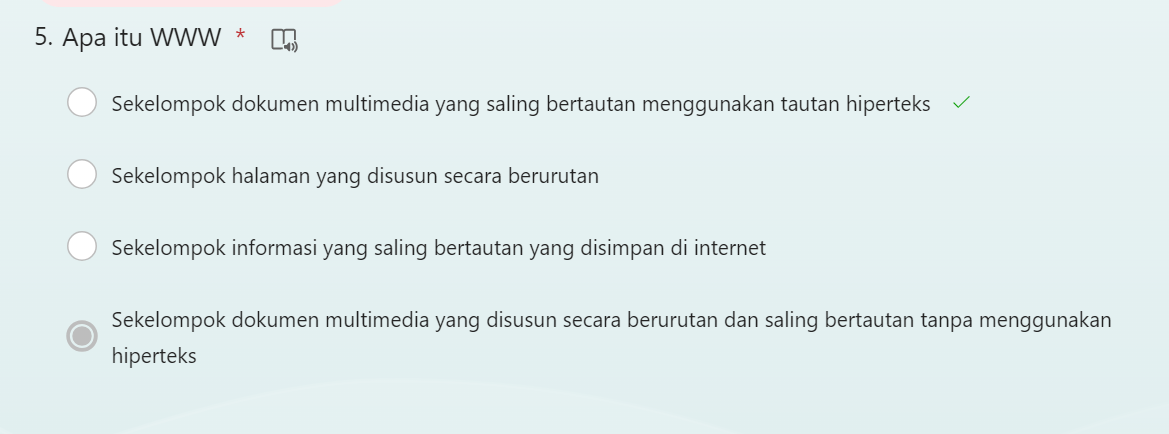 5. Apa itu WWW *
Sekelompok dokumen multimedia yang saling bertautan menggunakan tautan hiperteks
Sekelompok halaman yang disusun secara berurutan
Sekelompok informasi yang saling bertautan yang disimpan di internet
Sekelompok dokumen multimedia yang disusun secara berurutan dan saling bertautan tanpa menggunakan
hiperteks